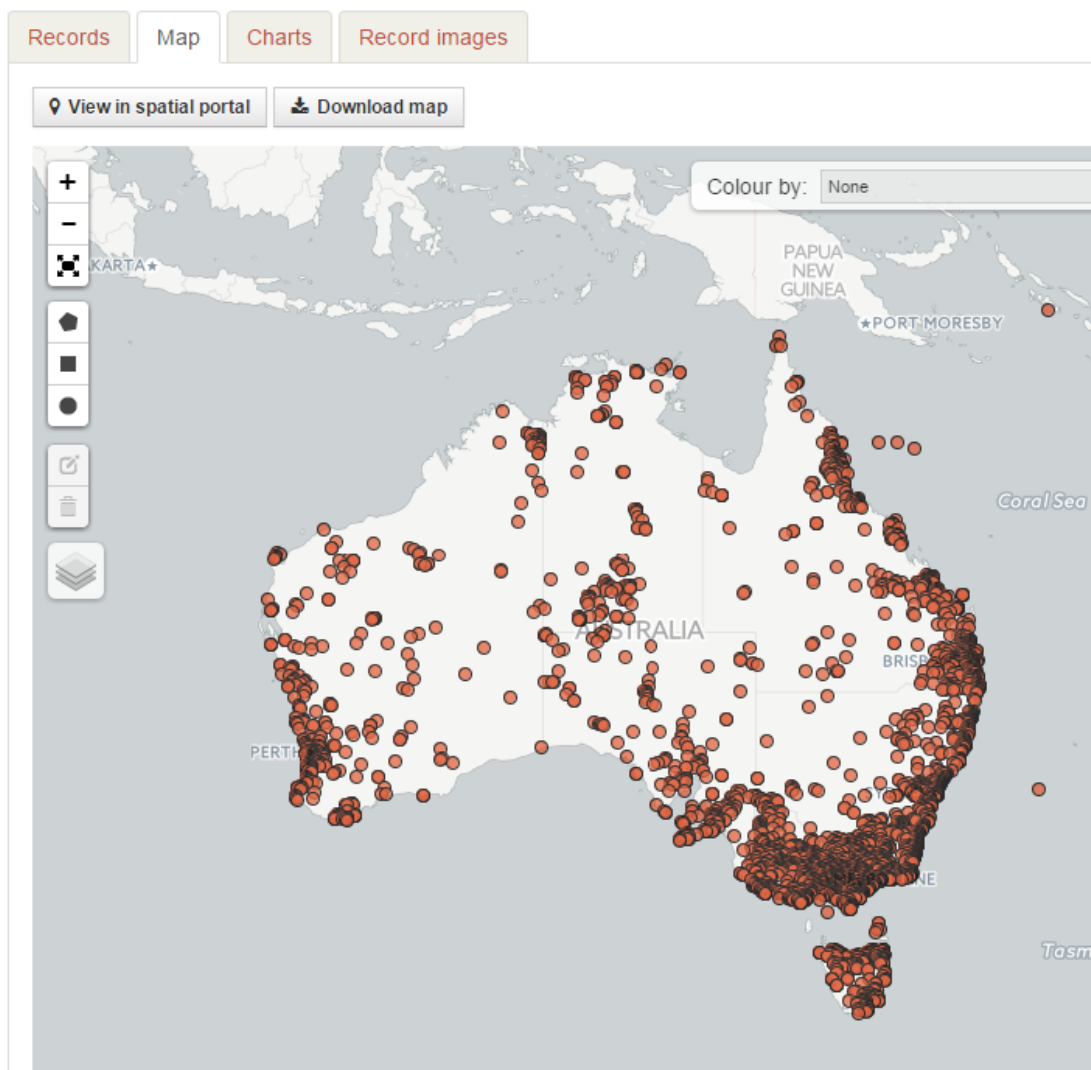 Records
Map
Charts
Record images
View in spatial portal
Download map
+
−
Colour by:
None
KARTA★
PAPUA
NEW
GUINEA
★PORT MORESBY
Coral Sea
AUSTRALIA
BRISB
PERTH
NE
Tasm